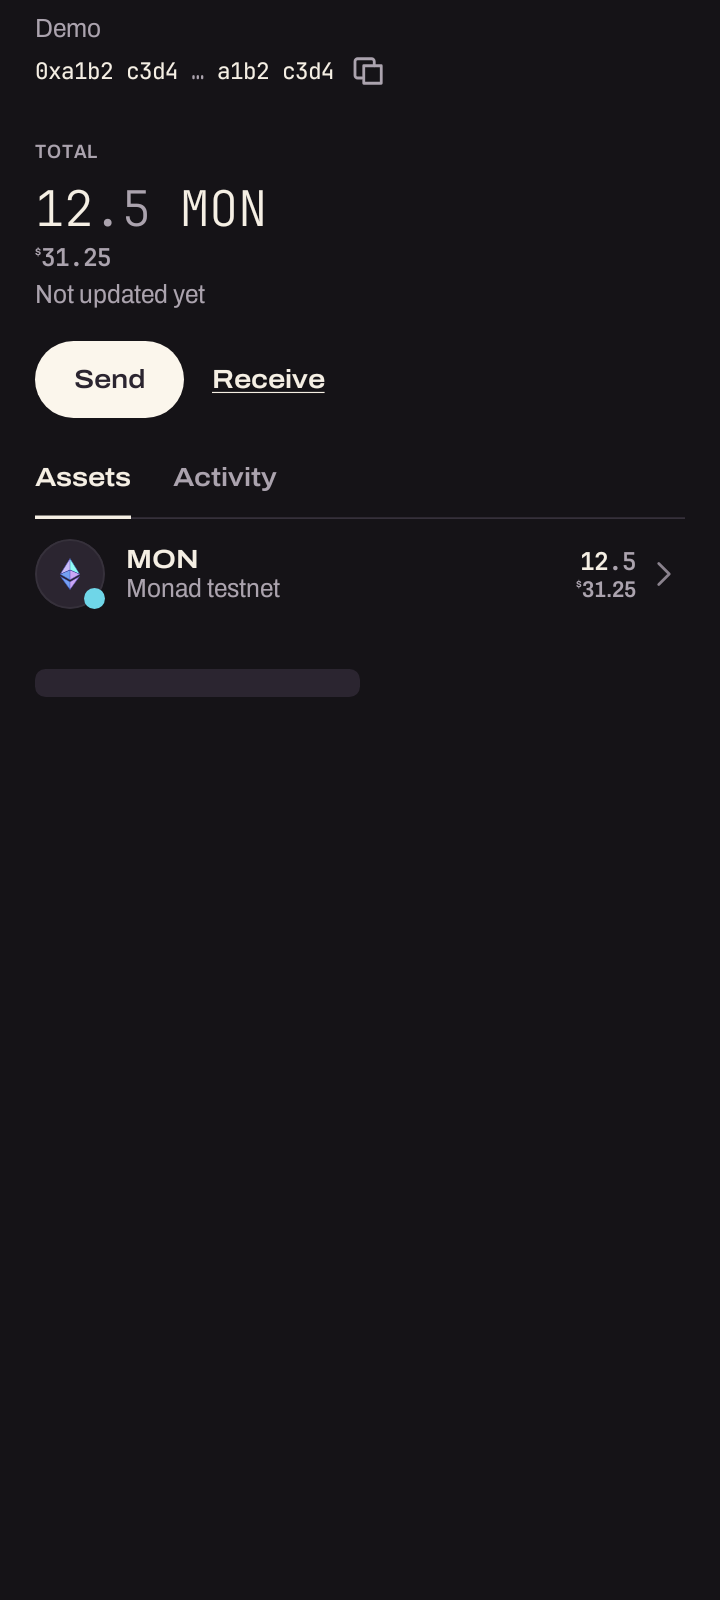 Demo
0xa1b2 c3d4 … a1b2 c3d4
TOTAL
12.5 MON
$31.25
Not updated yet
Send Receive
Assets Activity
MON 12.5
Monad testnet $31.25